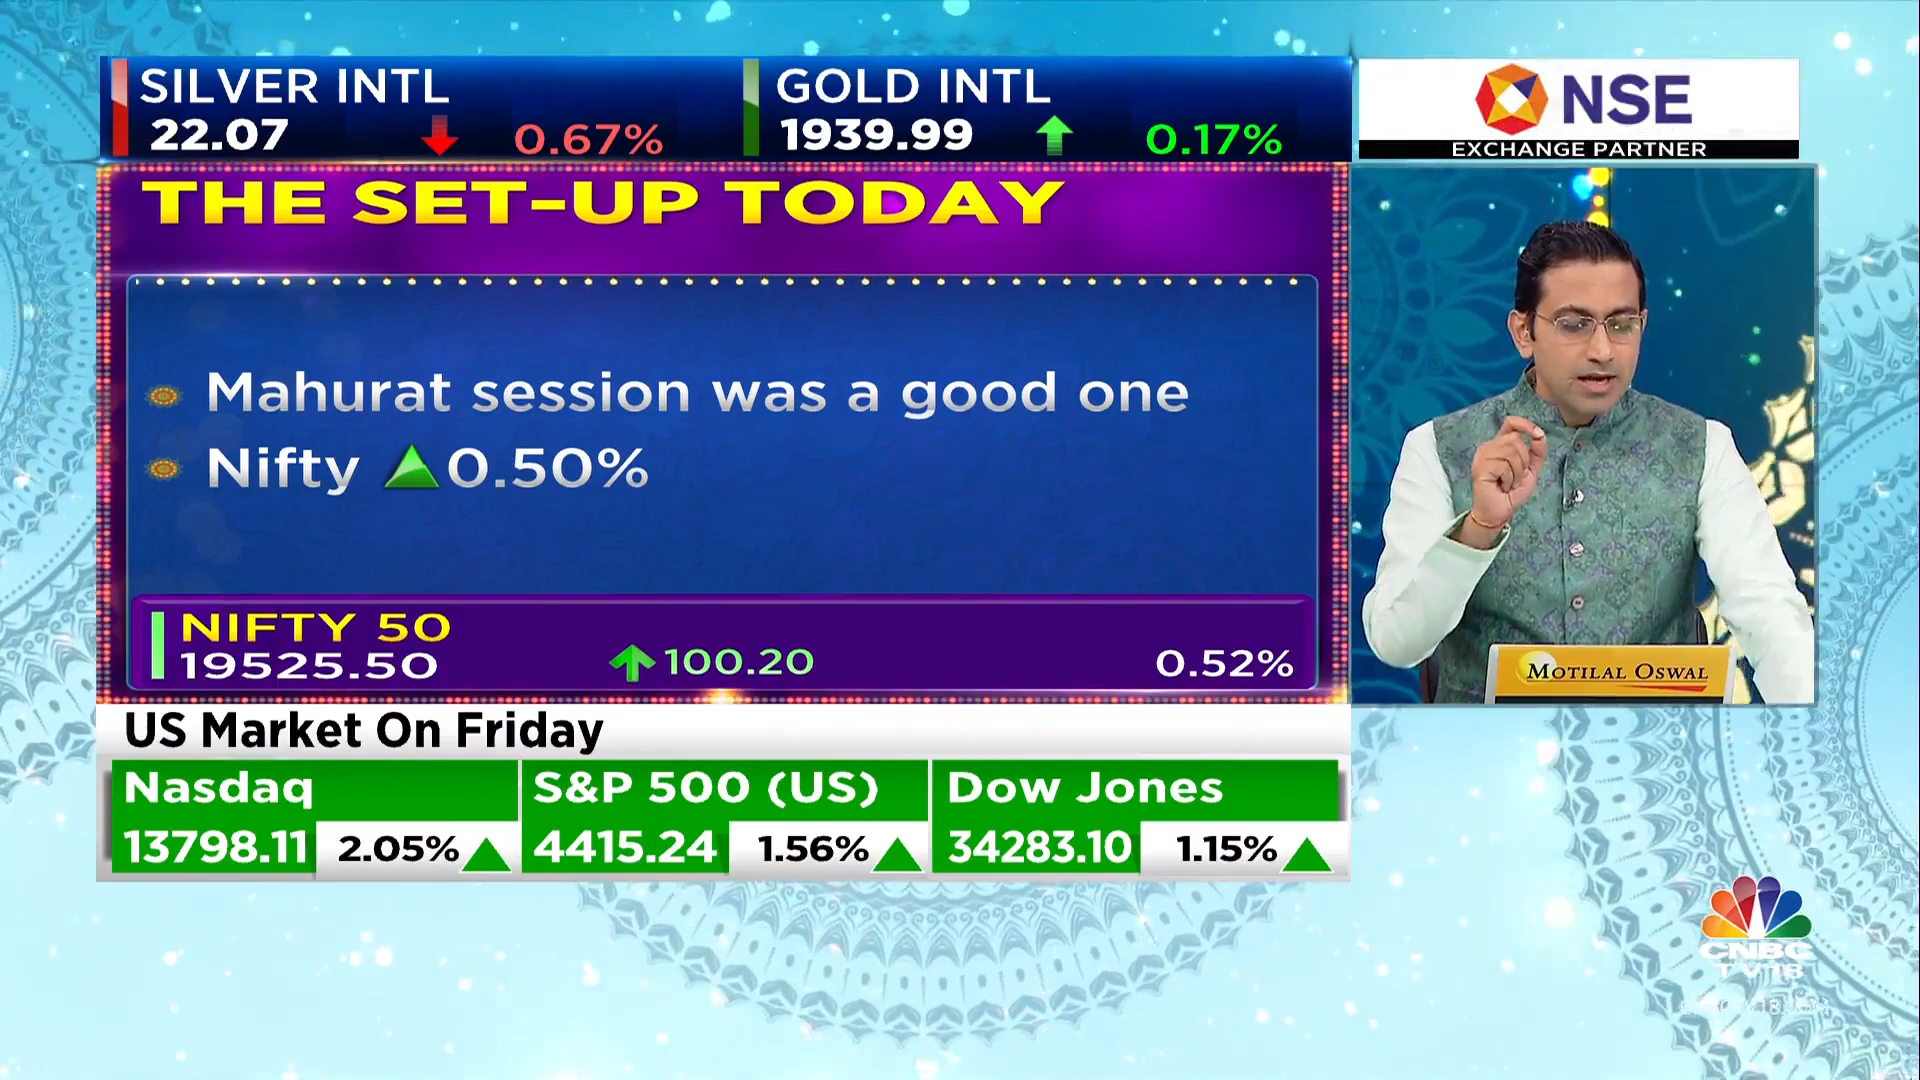 SILVER INTL
22.07 0.67%
GOLD INTL
1939.99 0.17%
NSE
EXCHANGE PARTNER
THE SET-UP TODAY
Mahurat session was a good one
Nifty ▲0.50%
NIFTY 50
19525.50 100.20 0.52%
MOTILAL OSWAL
US Market On Friday
Nasdaq
13798.11 2.05%
S&P 500 (US)
4415.24 1.56%
Dow Jones
34283.10 1.15%
CNBC
TV18